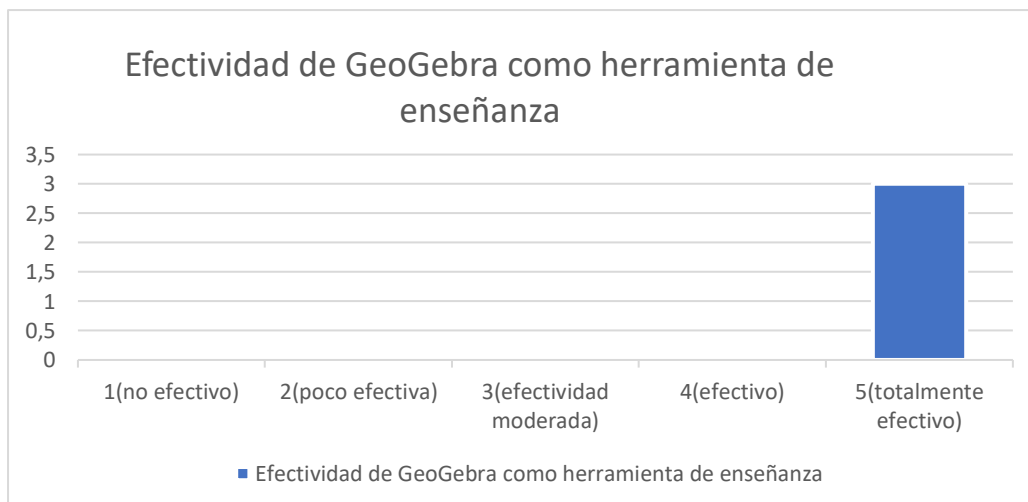 Efectividad de GeoGebra como herramienta de
enseñanza
3,5
3
2,5
2
1,5
1
0,5
0
1(no efectivo)
2(poco efectiva)
3(efectividad
moderada)
4(efectivo)
5(totalmente
efectivo)
Efectividad de GeoGebra como herramienta de enseñanza